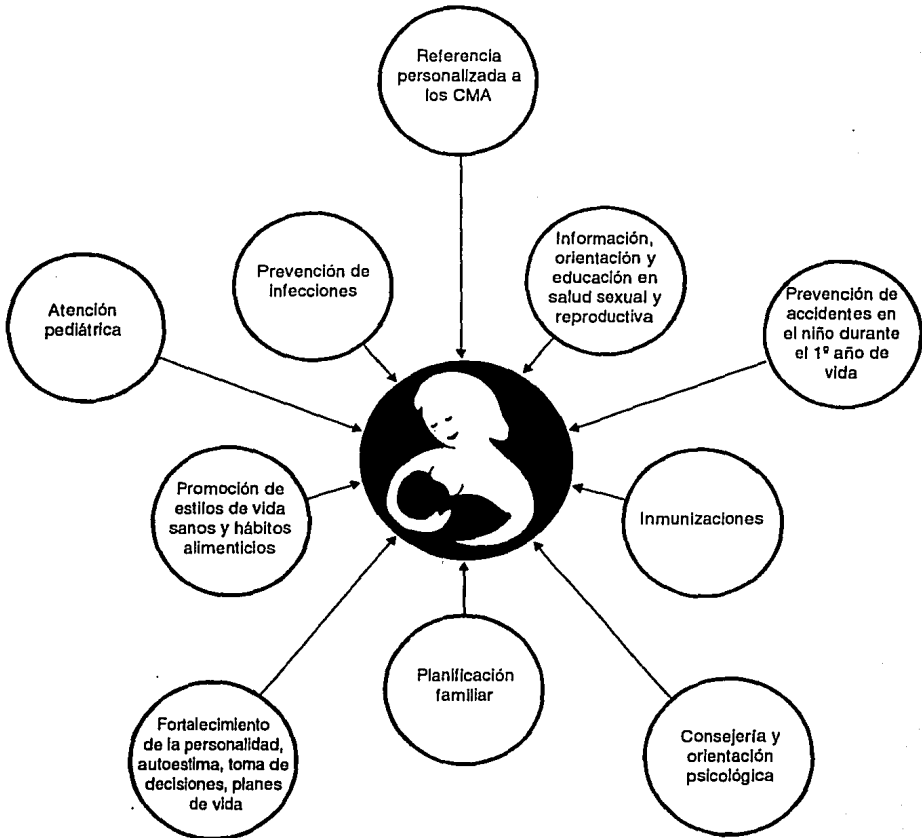 Referencia
personalizada a
los CMA
Prevención de
infecciones
Información,
orientación y
educación en
salud sexual y
reproductiva
Atención
pediátrica
Prevención de
accidentes en
el niño durante
el 1º año de
vida
Promoción de
estilos de vida
sanos y hábitos
alimenticios
Inmunizaciones
Planificación
familiar
Fortalecimiento
de la personalidad,
autoestima, toma de
decisiones, planes
de vida
Consejería y
orientación
psicológica